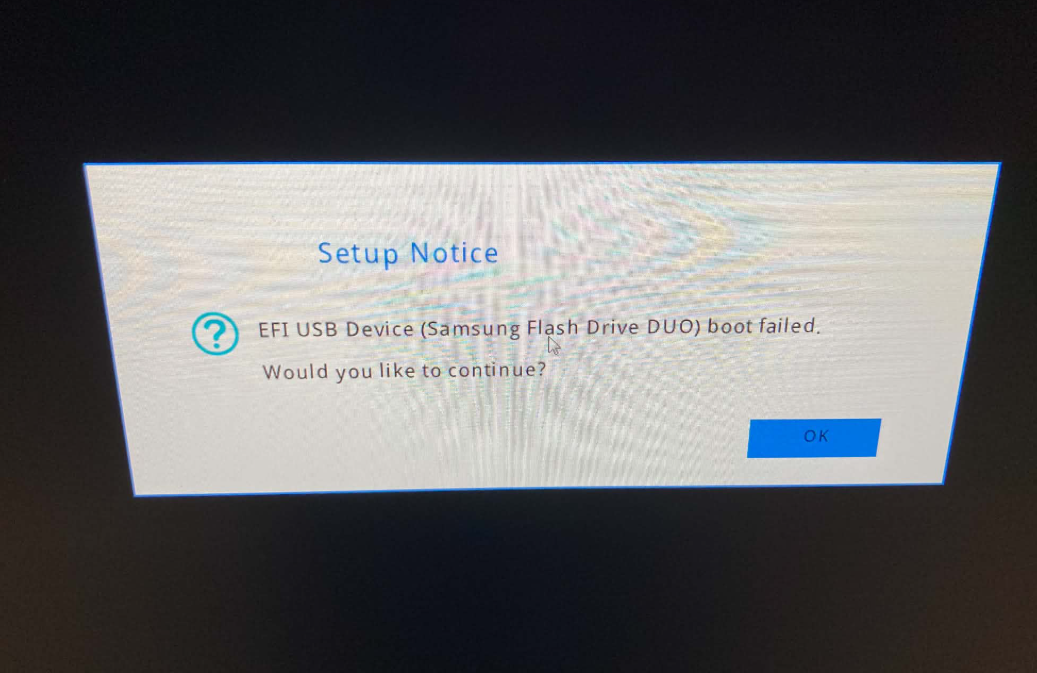 Setup Notice
EFI USB Device (Samsung Flash Drive DUO) boot failed.
Would you like to continue?
OK